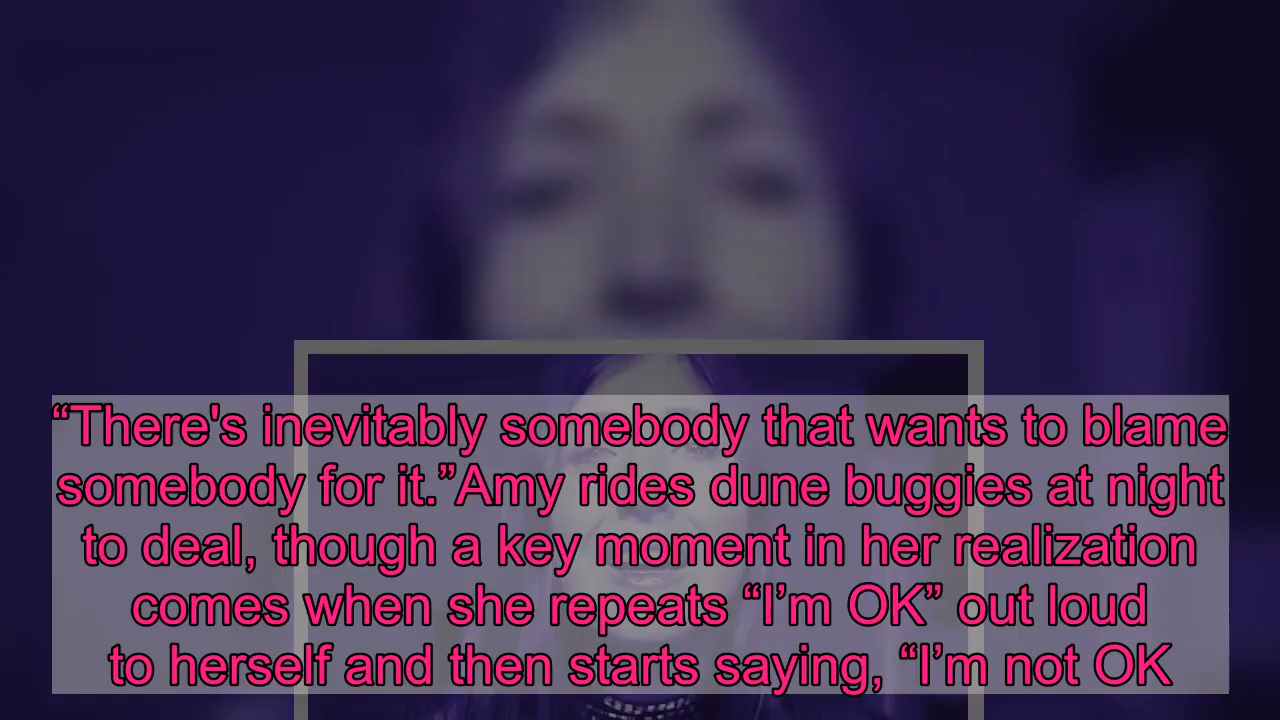 “There's inevitably somebody that wants to blame
somebody for it.”Amy rides dune buggies at night
to deal, though a key moment in her realization
comes when she repeats “I’m OK” out loud
to herself and then starts saying, “I’m not OK